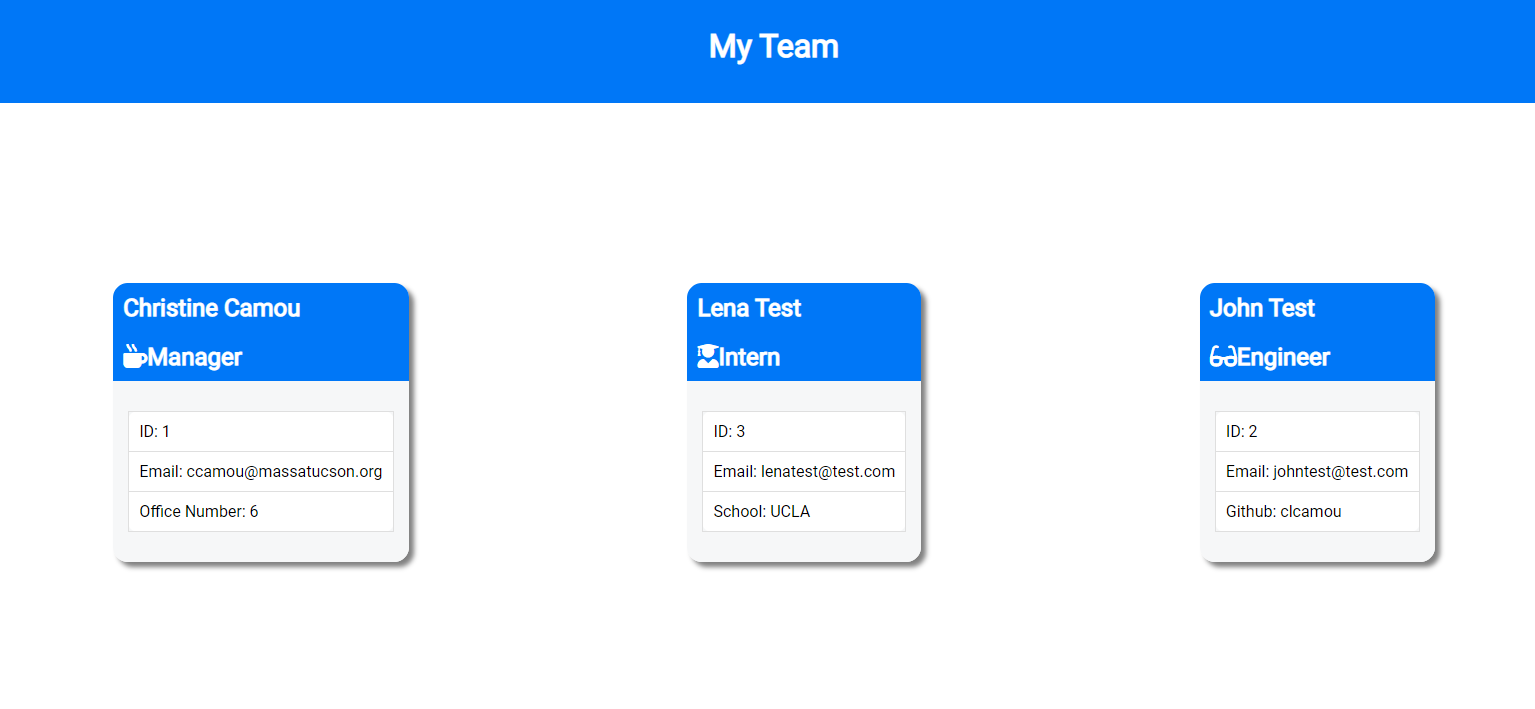 My Team
Christine Camou
Manager
ID: 1
Email: ccamou@massatucson.org
Office Number: 6
Lena Test
Intern
ID: 3
Email: lenatest@test.com
School: UCLA
John Test
Engineer
ID: 2
Email: johntest@test.com
Github: clcamou